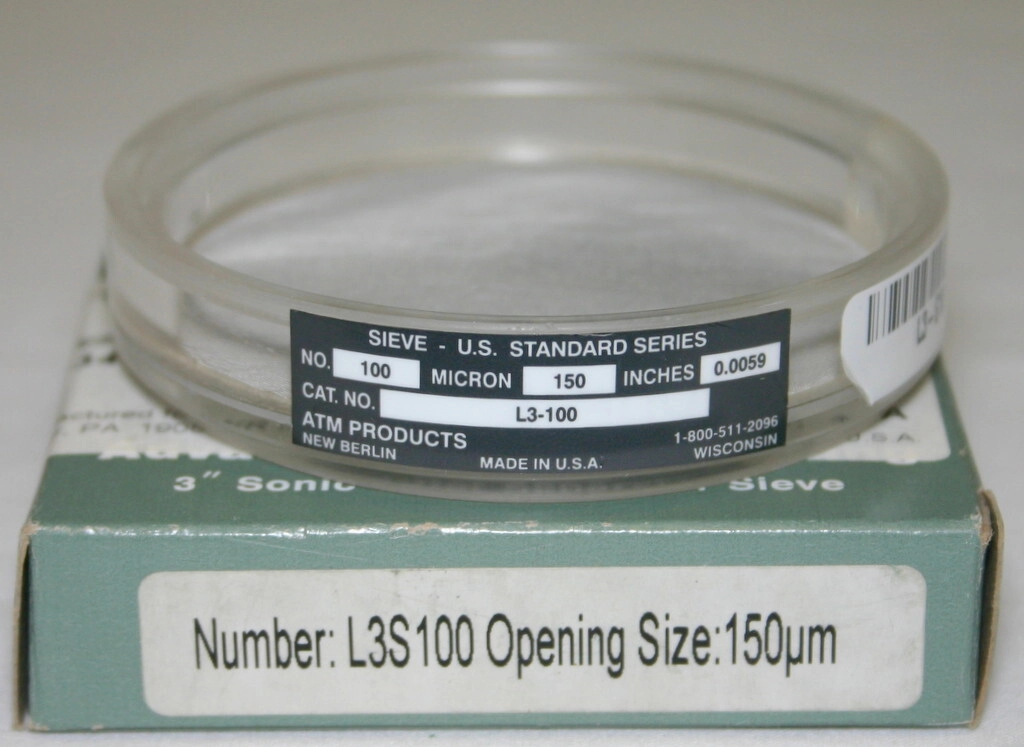 SIEVE - U.S. STANDARD SERIES
NO. 100 MICRON 150 INCHES 0.0059
CAT. NO. L3-100
ATM PRODUCTS 1-800-511-2096
NEW BERLIN MADE IN U.S.A. WISCONSIN
PA
U.S.A.
3" Sonic Sieve
Number: L3S100 Opening Size:150µm